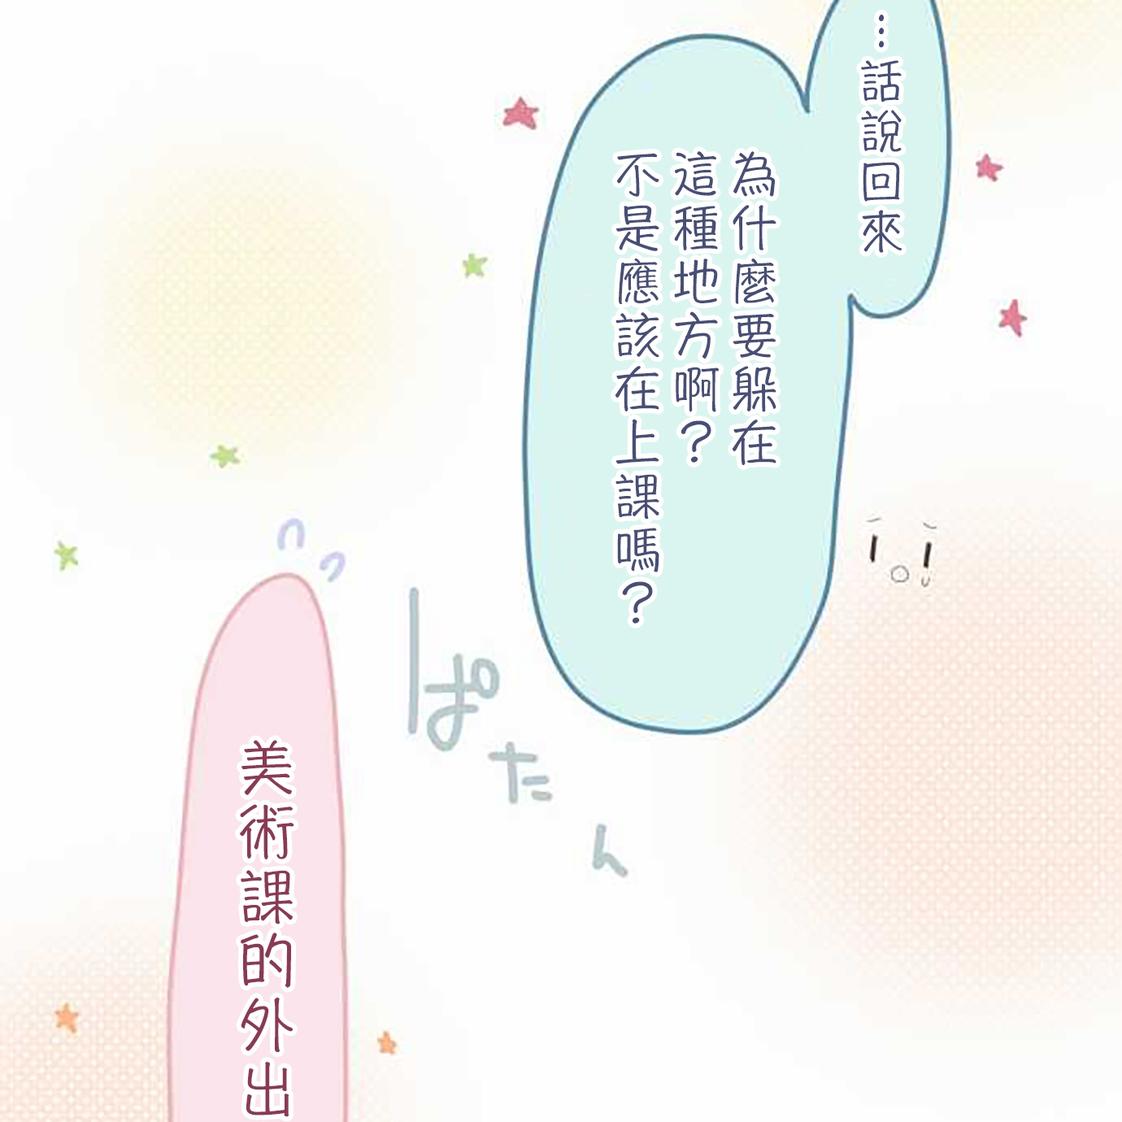 …話說回來
為什麼要躲在
這種地方啊？
不是應該在上課嗎？
ぱたん
美術課的外出